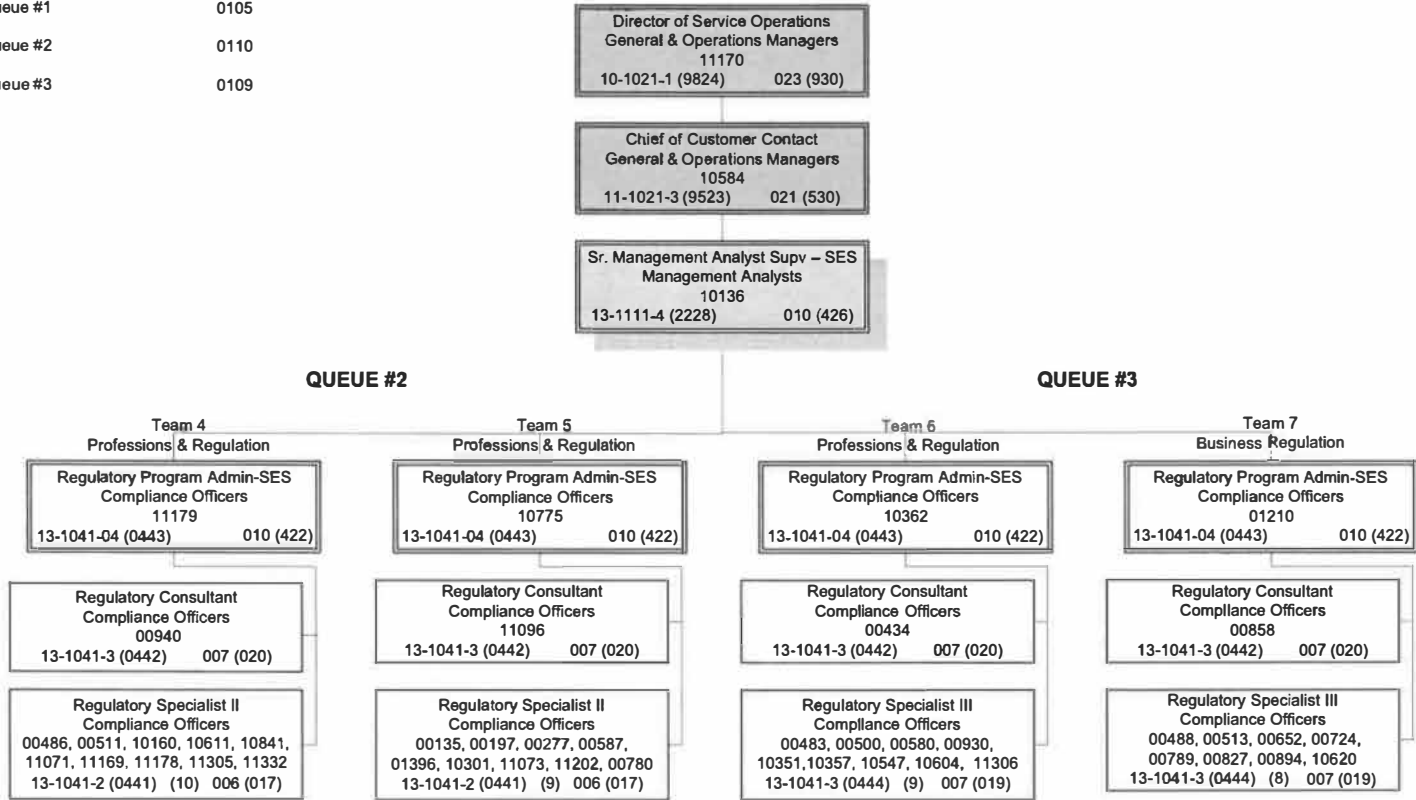 ueue #1 0105
ueue #2 0110
ueue #3 0109
Director of Service Operations
General & Operations Managers
11170
10-1021-1 (9824) 023 (930)
Chief of Customer Contact
General & Operations Managers
10584
11-1021-3 (9523) 021 (530)
Sr. Management Analyst Supv – SES
Management Analysts
10136
13-1111-4 (2228) 010 (426)
QUEUE #2
QUEUE #3
Team 4
Professions & Regulation
Regulatory Program Admin-SES
Compliance Officers
11179
13-1041-04 (0443) 010 (422)
Regulatory Consultant
Compliance Officers
00940
13-1041-3 (0442) 007 (020)
Regulatory Specialist II
Compliance Officers
00486, 00511, 10160, 10611, 10841,
11071, 11169, 11178, 11305, 11332
13-1041-2 (0441) (10) 006 (017)
Team 5
Professions & Regulation
Regulatory Program Admin-SES
Compliance Officers
10775
13-1041-04 (0443) 010 (422)
Regulatory Consultant
Compliance Officers
11096
13-1041-3 (0442) 007 (020)
Regulatory Specialist II
Compliance Officers
00135, 00197, 00277, 00587,
01396, 10301, 11073, 11202, 00780
13-1041-2 (0441) (9) 006 (017)
Team 6
Professions & Regulation
Regulatory Program Admin-SES
Compliance Officers
10362
13-1041-04 (0443) 010 (422)
Regulatory Consultant
Compliance Officers
00434
13-1041-3 (0442) 007 (020)
Regulatory Specialist III
Compliance Officers
00483, 00500, 00580, 00930,
10351,10357, 10547, 10604, 11306
13-1041-3 (0444) (9) 007 (019)
Team 7
Business Regulation
Regulatory Program Admin-SES
Compliance Officers
01210
13-1041-04 (0443) 010 (422)
Regulatory Consultant
Compliance Officers
00858
13-1041-3 (0442) 007 (020)
Regulatory Specialist III
Compliance Officers
00488, 00513, 00652, 00724,
00789, 00827, 00894, 10620
13-1041-3 (0444) (8) 007 (019)